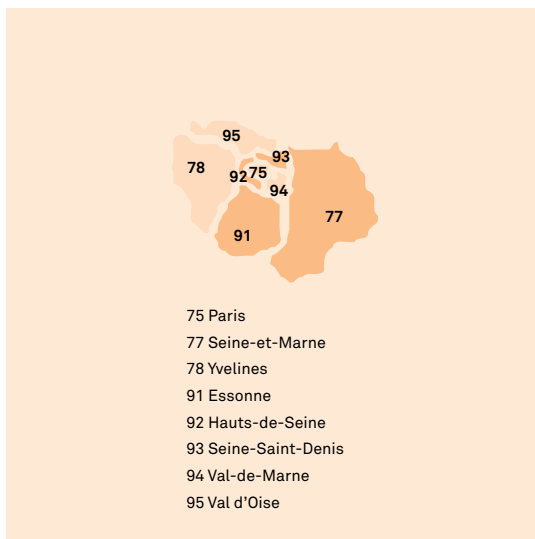 95
93
78
92
75
94
77
91
75 Paris
77 Seine-et-Marne
78 Yvelines
91 Essonne
92 Hauts-de-Seine
93 Seine-Saint-Denis
94 Val-de-Marne
95 Val d’Oise